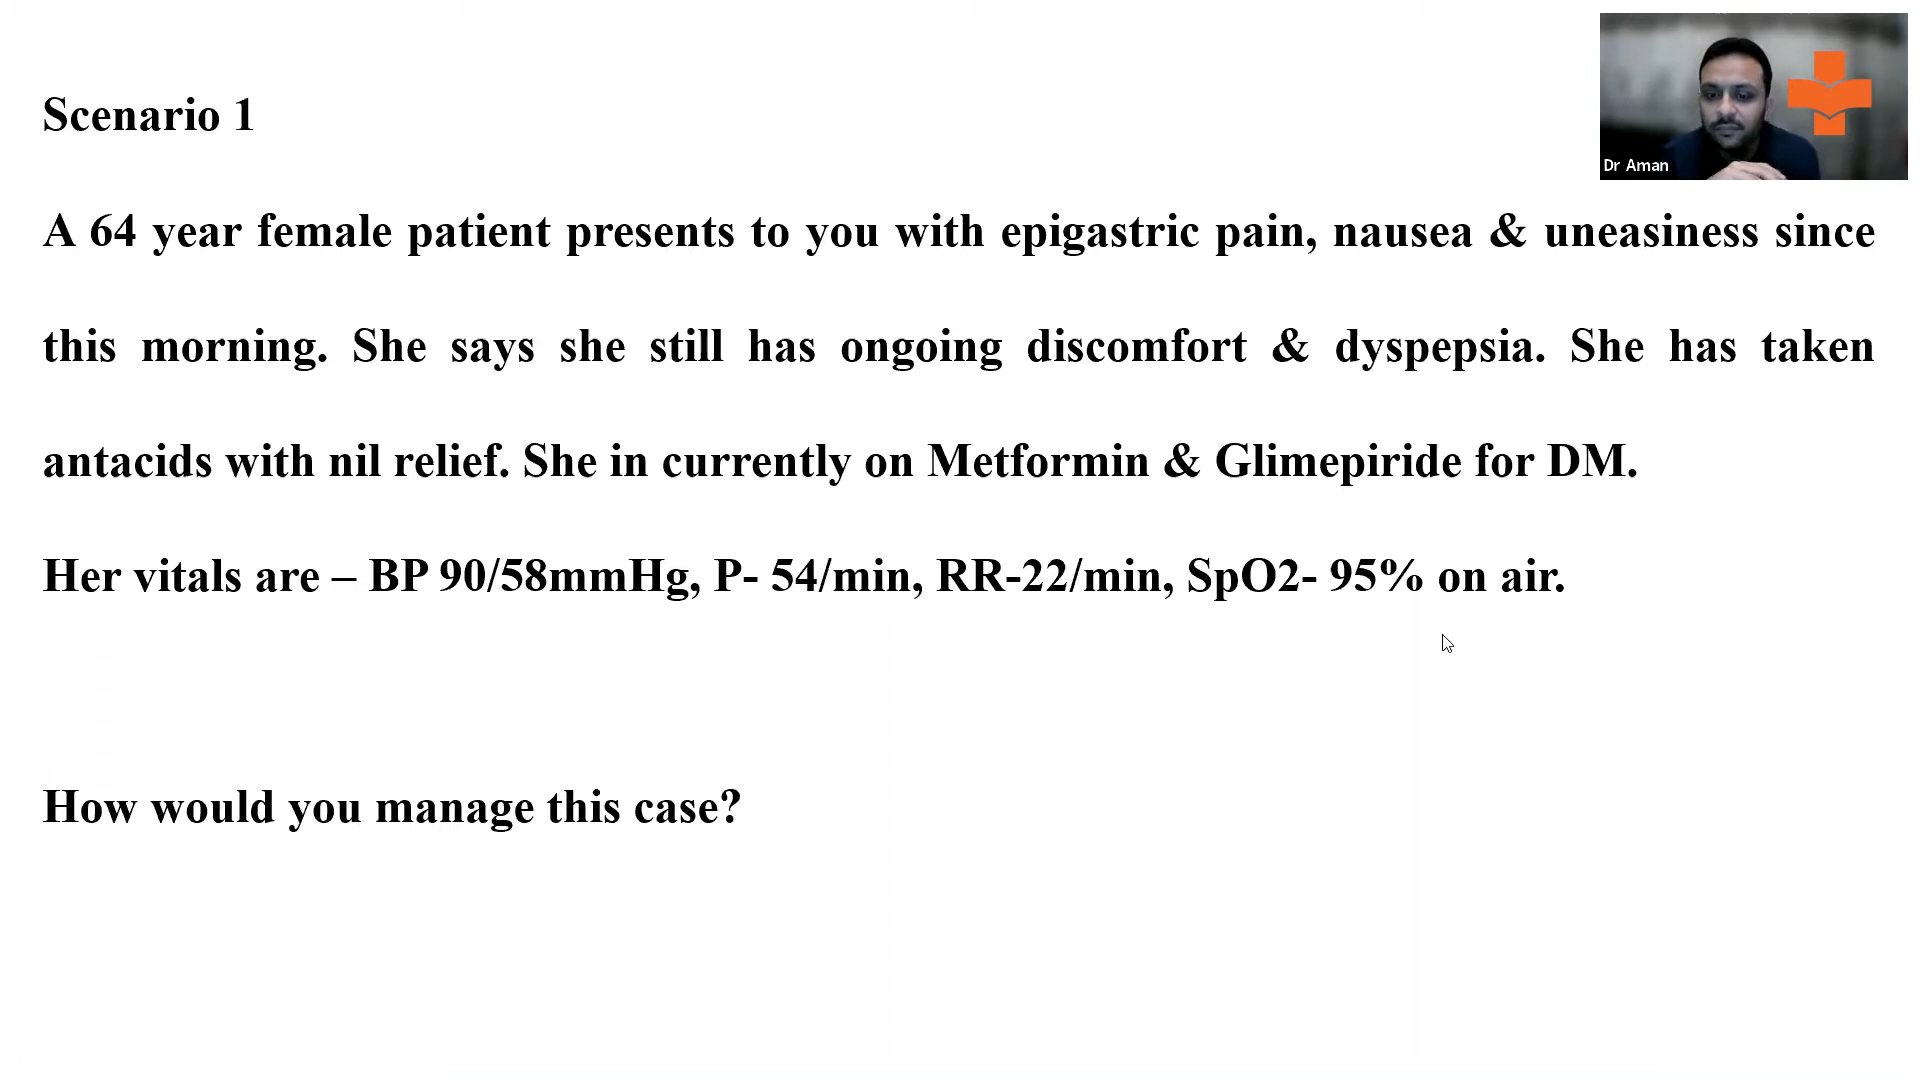 Dr Aman
Scenario 1
A 64 year female patient presents to you with epigastric pain, nausea & uneasiness since
this morning. She says she still has ongoing discomfort & dyspepsia. She has taken
antacids with nil relief. She in currently on Metformin & Glimepiride for DM.
Her vitals are – BP 90/58mmHg, P- 54/min, RR-22/min, SpO2- 95% on air.
How would you manage this case?